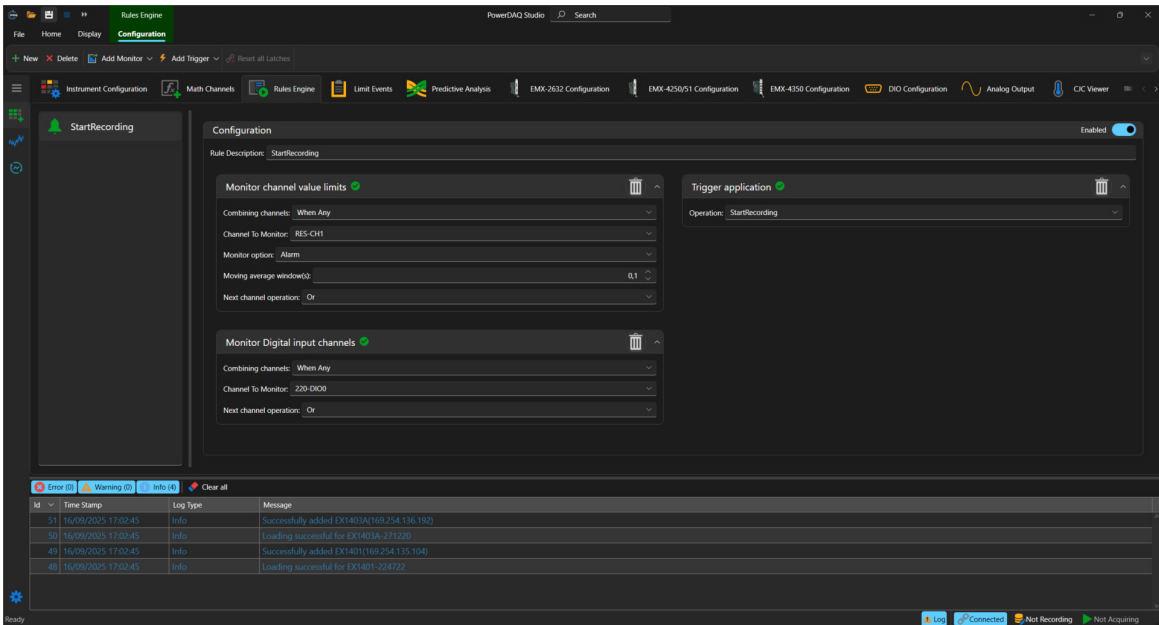 Rules Engine
PowerDAQ Studio
Search
File Home Display Configuration
New Delete Add Monitor Add Trigger Reset all Latches
Instrument Configuration Math Channels Rules Engine Limit Events Predictive Analysis EMX-2632 Configuration EMX-4250/51 Configuration EMX-4350 Configuration DIO Configuration Analog Output CJC Viewer
StartRecording
Configuration Enabled
Rule Description: StartRecording
Monitor channel value limits
Combining channels: When Any
Channel To Monitor: RES-CH1
Monitor option: Alarm
Moving average window(s): 0,1
Next channel operation: Or
Trigger application
Operation: StartRecording
Monitor Digital input channels
Combining channels: When Any
Channel To Monitor: 220-DIO0
Next channel operation: Or
Error (0) Warning (0) Info (4) Clear all
Id Time Stamp Log Type Message
51 16/09/2025 17:02:45 Info Successfully added EX1403A(169.254.136.192)
50 16/09/2025 17:02:45 Info Loading successful for EX1403A-271220
49 16/09/2025 17:02:45 Info Successfully added EX1401(169.254.135.104)
48 16/09/2025 17:02:45 Info Loading successful for EX1401-224722
Ready Log Connected Not Recording Not Acquiring